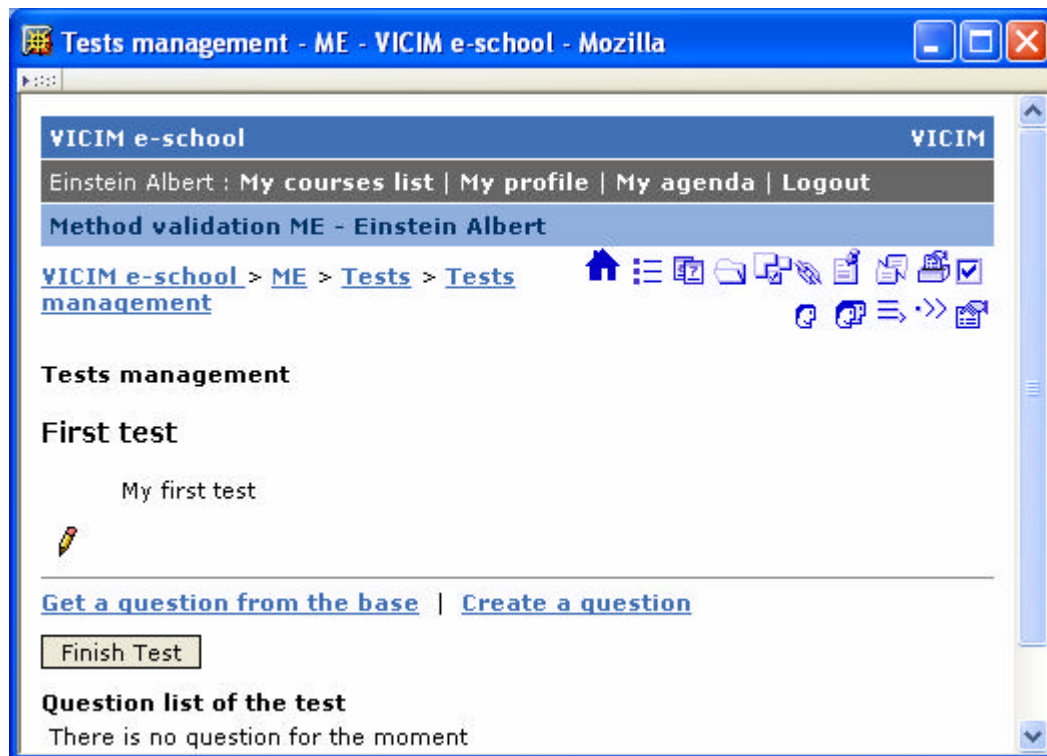 Tests management - ME - VICIM e-school - Mozilla
VICIM e-school VICIM
Einstein Albert : My courses list | My profile | My agenda | Logout
Method validation ME - Einstein Albert
VICIM e-school > ME > Tests > Tests
management
Tests management
First test
My first test
Get a question from the base | Create a question
Finish Test
Question list of the test
There is no question for the moment